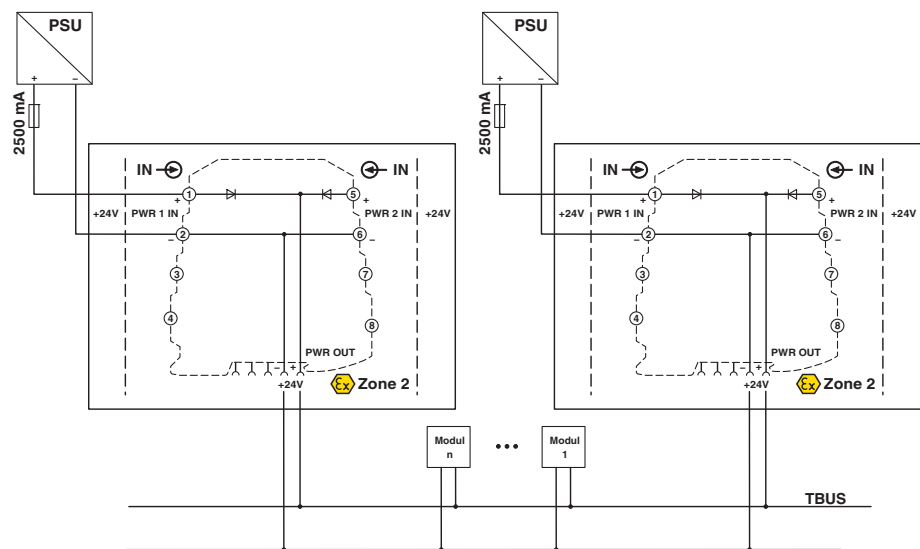 PSU
+ −
2500 mA
IN IN
1 5
+ +
+24V PWR 1 IN PWR 2 IN +24V
− 2 6 −
3 7
4 8
PWR OUT
− +
+24V
Ex Zone 2
PSU
+ −
2500 mA
IN IN
1 5
+ +
+24V PWR 1 IN PWR 2 IN +24V
− 2 6 −
3 7
4 8
PWR OUT
− +
+24V
Ex Zone 2
Modul
n
•••
Modul
1
TBUS